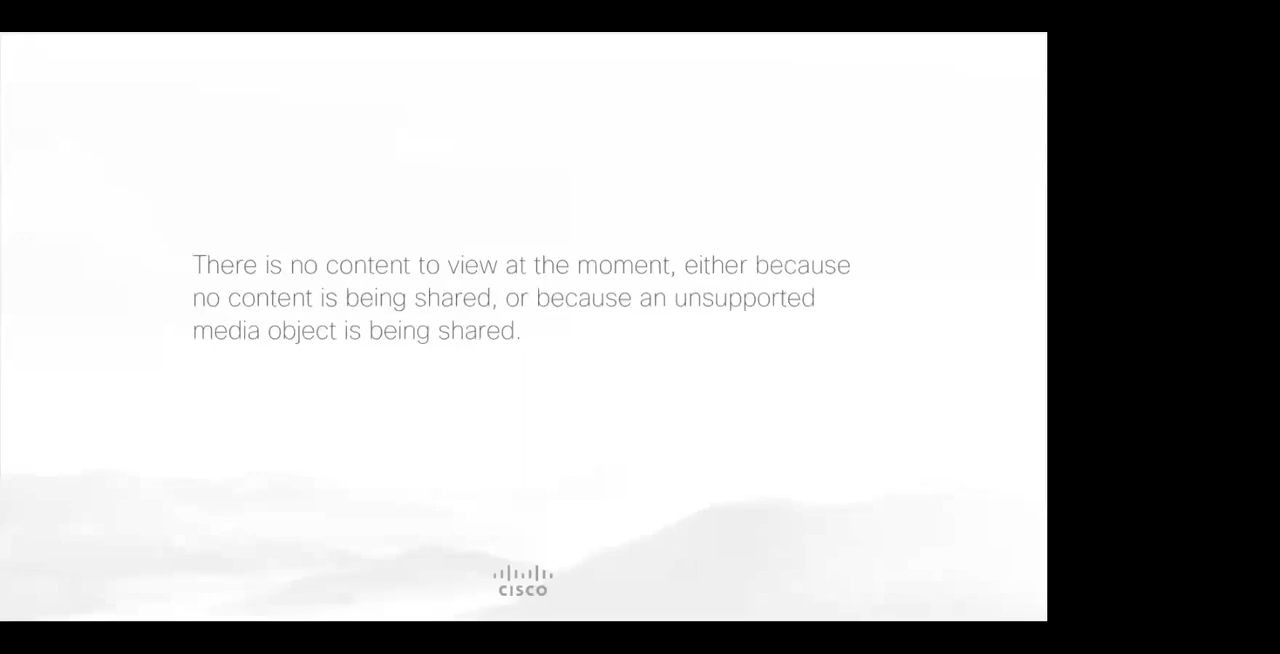 There is no content to view at the moment, either because
no content is being shared, or because an unsupported
media object is being shared.
CISCO